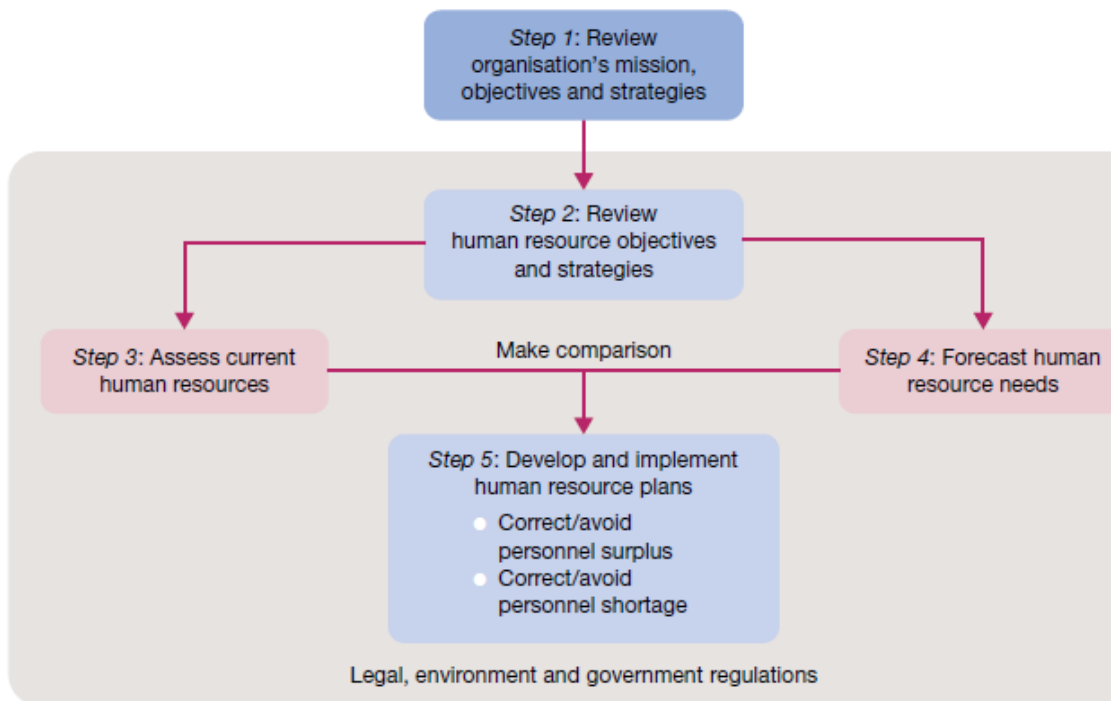 Step 1: Review
organisation's mission,
objectives and strategies
Step 2: Review
human resource objectives
and strategies
Step 3: Assess current
human resources
Make comparison
Step 4: Forecast human
resource needs
Step 5: Develop and implement
human resource plans
Correct/avoid
personnel surplus
Correct/avoid
personnel shortage
Legal, environment and government regulations